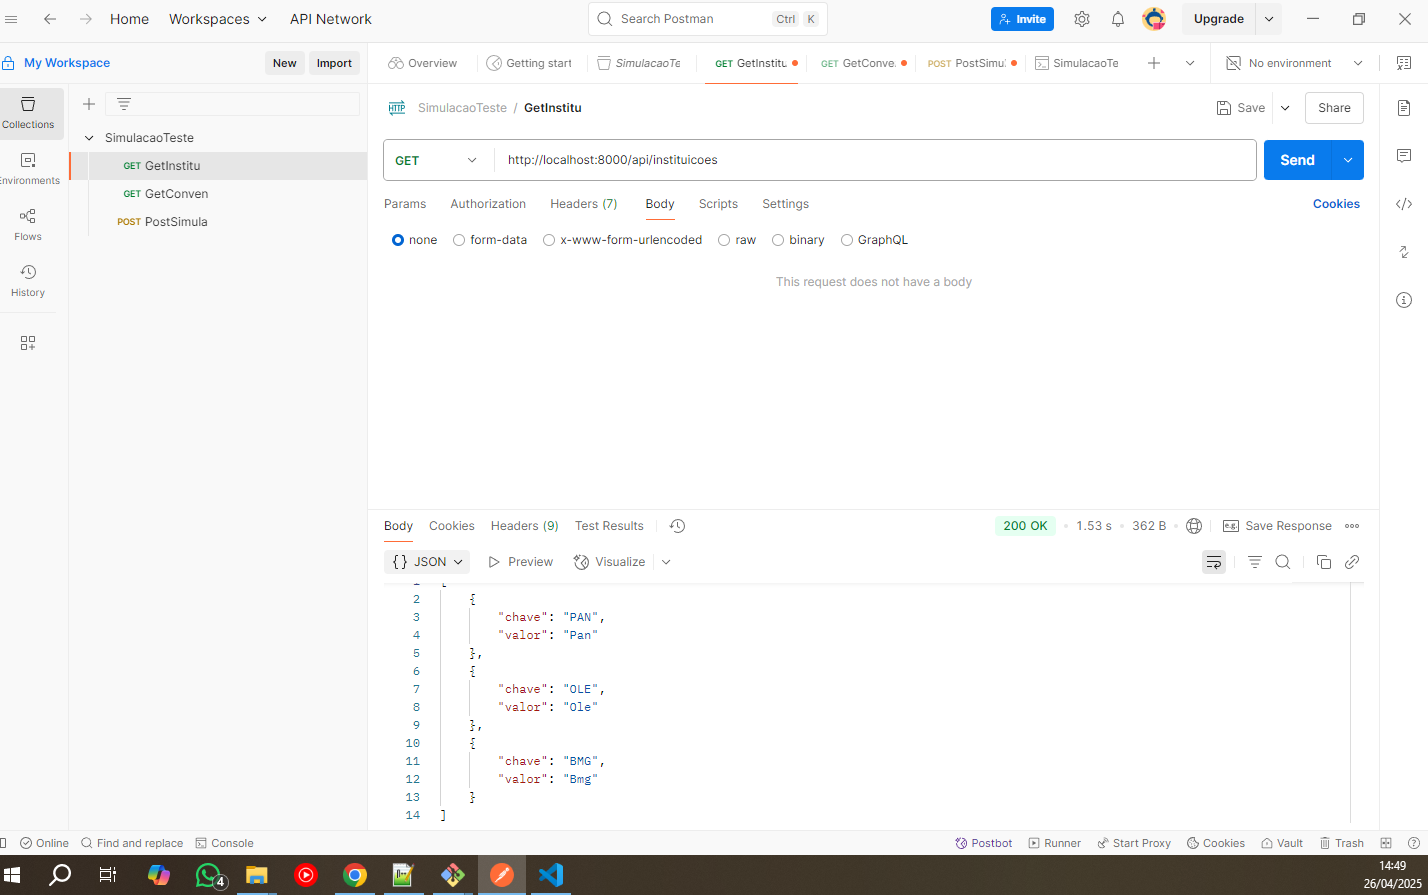 Home Workspaces API Network Search Postman Ctrl K Invite Upgrade
My Workspace New Import Overview Getting start SimulacaoTe GET GetInstitu GET GetConve POST PostSimu SimulacaoTe No environment
Collections
Environments
Flows
History
SimulacaoTeste
GET GetInstitu
GET GetConven
POST PostSimula
HTTP SimulacaoTeste / GetInstitu Save Share
GET http://localhost:8000/api/instituicoes Send
Params Authorization Headers (7) Body Scripts Settings Cookies
none form-data x-www-form-urlencoded raw binary GraphQL
This request does not have a body
Body Cookies Headers (9) Test Results 200 OK • 1.53 s • 362 B • e.g. Save Response
{} JSON Preview Visualize
1 [
2 {
3 "chave": "PAN",
4 "valor": "Pan"
5 },
6 {
7 "chave": "OLE",
8 "valor": "Ole"
9 },
10 {
11 "chave": "BMG",
12 "valor": "Bmg"
13 }
14 ]
Online Find and replace Console Postbot Runner Start Proxy Cookies Vault Trash
4
14:49
26/04/2025